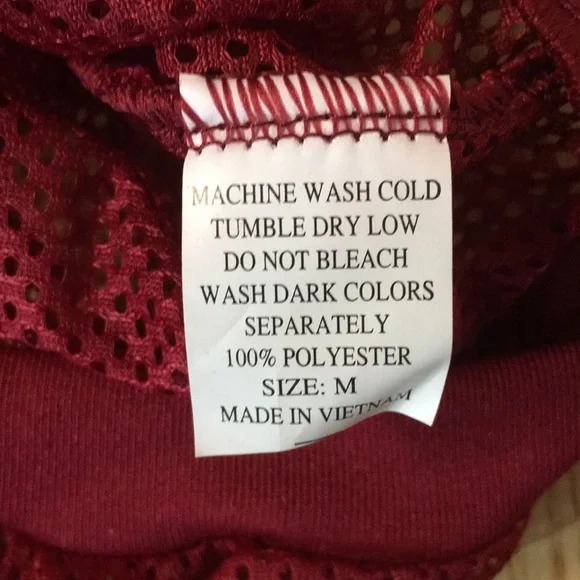 MACHINE WASH COLD
TUMBLE DRY LOW
DO NOT BLEACH
WASH DARK COLORS
SEPARATELY
100% POLYESTER
SIZE: M
MADE IN VIETNAM